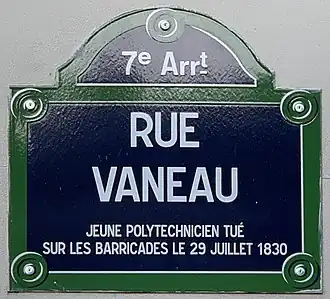 7e Arrt
RUE
VANEAU
JEUNE POLYTECHNICIEN TUÉ
SUR LES BARRICADES LE 29 JUILLET 1830